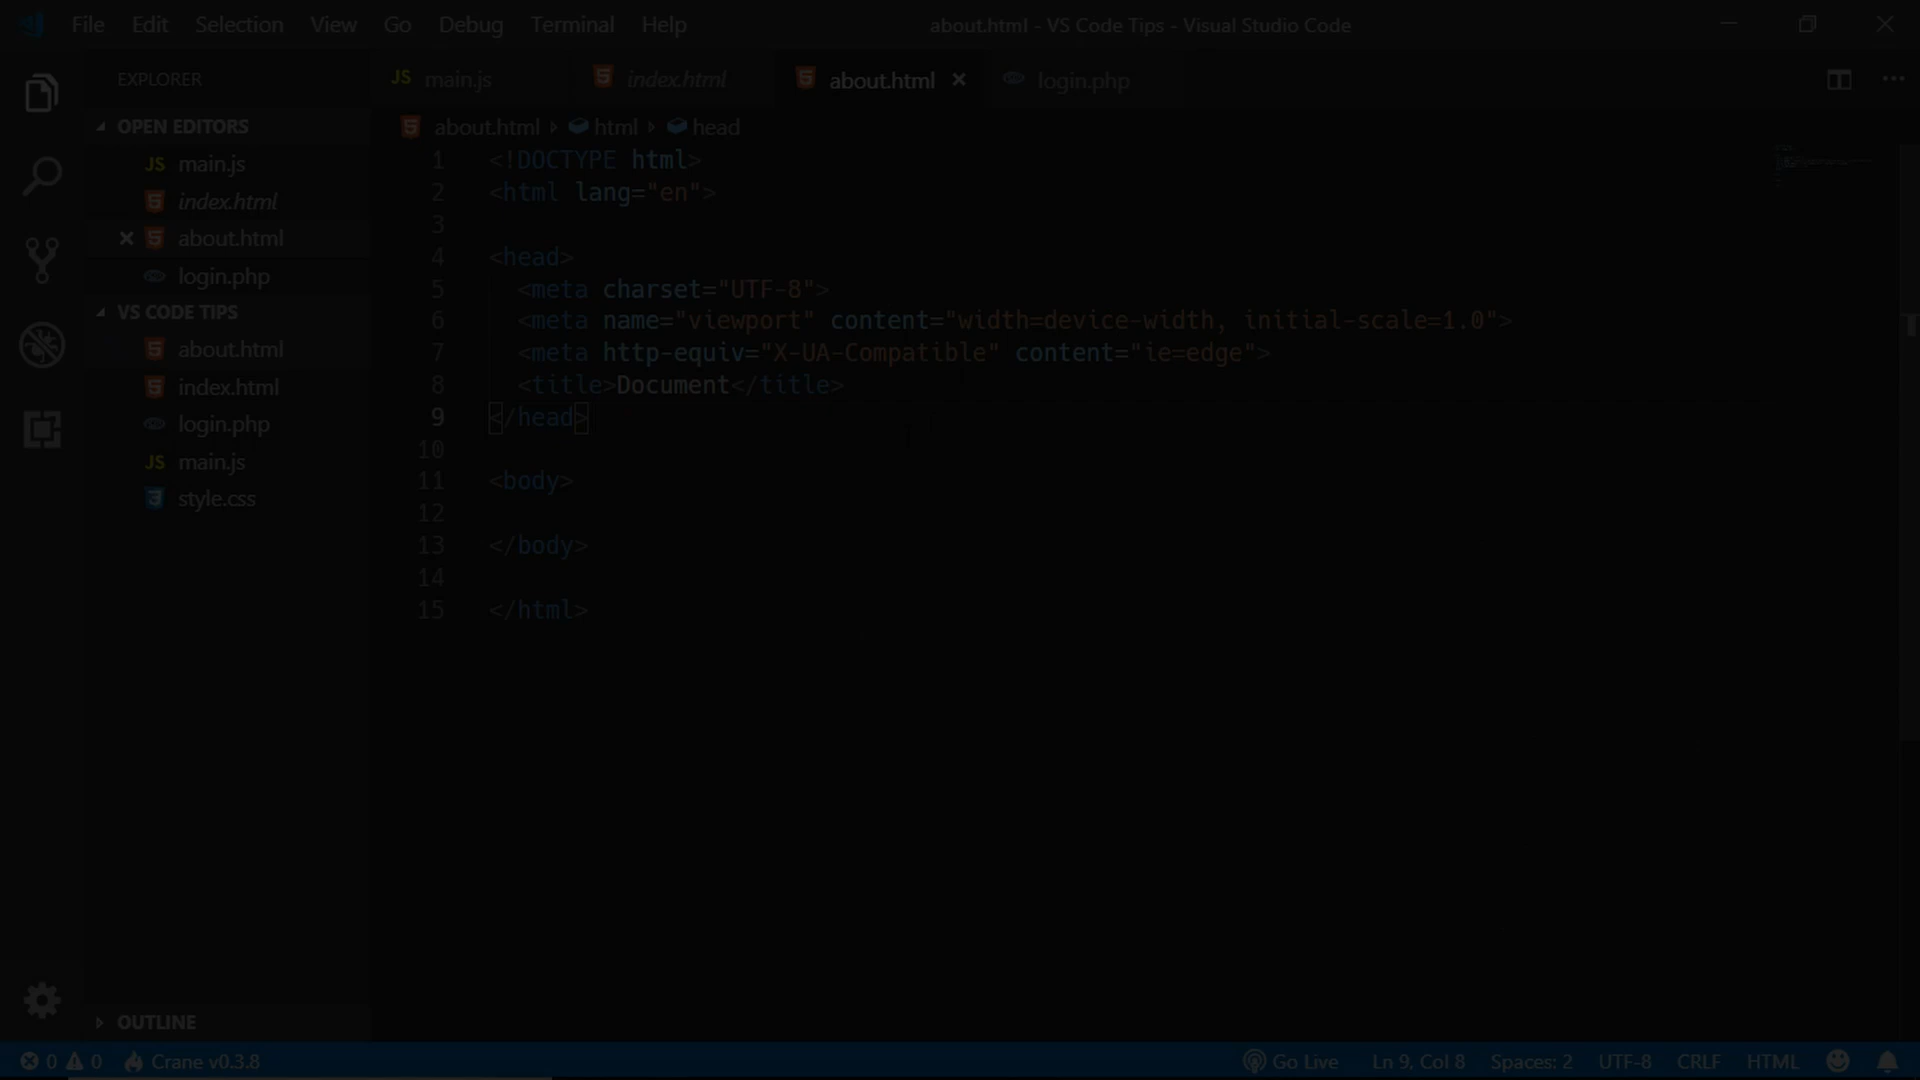 File Edit Selection View Go Debug Terminal Help about.html - VS Code Tips - Visual Studio Code
EXPLORER
JS main.js index.html about.html login.php
OPEN EDITORS
JS main.js
index.html
about.html
login.php
VS CODE TIPS
about.html
index.html
login.php
JS main.js
style.css
OUTLINE
about.html html head
1 <!DOCTYPE html>
2 <html lang="en">
3
4 <head>
5 <meta charset="UTF-8">
6 <meta name="viewport" content="width=device-width, initial-scale=1.0">
7 <meta http-equiv="X-UA-Compatible" content="ie=edge">
8 <title>Document</title>
9 </head>
10
11 <body>
12
13 </body>
14
15 </html>
0 0 Crane v0.3.8 Go Live Ln 9, Col 8 Spaces: 2 UTF-8 CRLF HTML